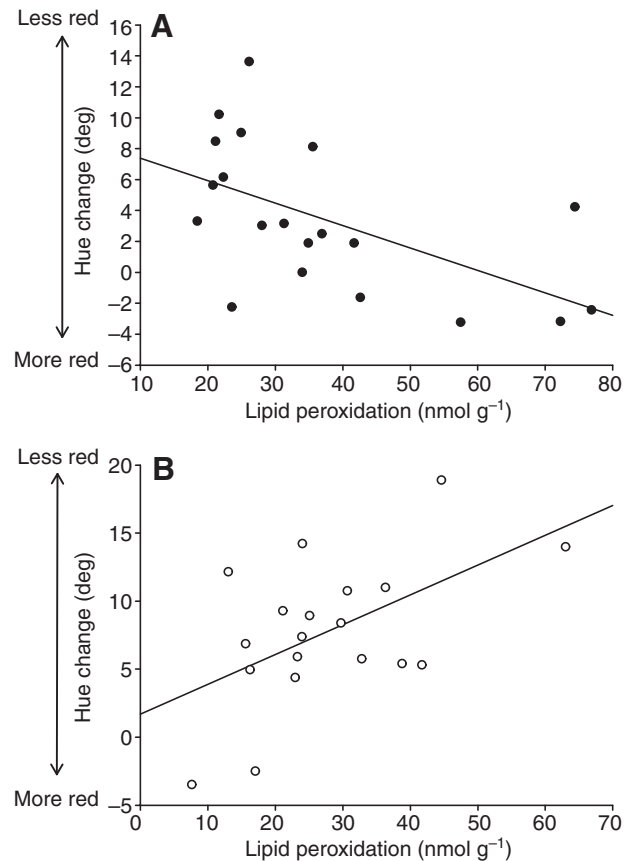 Less red
A
16
14
12
10
8
6
4
2
0
−2
−4
−6
Hue change (deg)
More red
10 20 30 40 50 60 70 80
Lipid peroxidation (nmol g⁻¹)
Less red
B
20
15
10
5
0
−5
Hue change (deg)
More red
0 10 20 30 40 50 60 70
Lipid peroxidation (nmol g⁻¹)